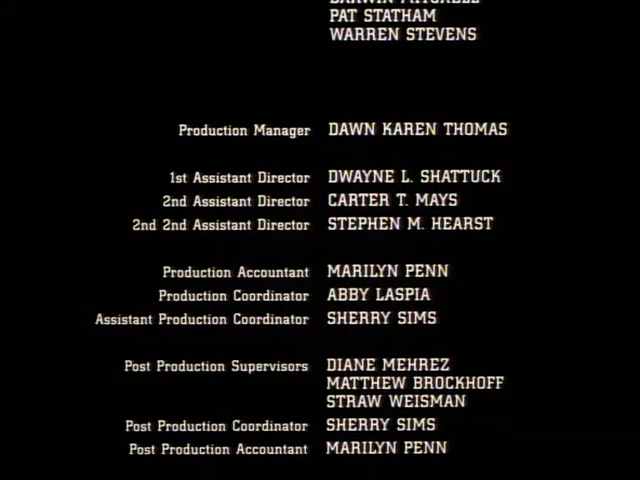 PAT STATHAM
WARREN STEVENS
Production Manager DAWN KAREN THOMAS
1st Assistant Director DWAYNE L. SHATTUCK
2nd Assistant Director CARTER T. MAYS
2nd 2nd Assistant Director STEPHEN M. HEARST
Production Accountant MARILYN PENN
Production Coordinator ABBY LASPIA
Assistant Production Coordinator SHERRY SIMS
Post Production Supervisors DIANE MEHREZ
MATTHEW BROCKHOFF
STRAW WEISMAN
Post Production Coordinator SHERRY SIMS
Post Production Accountant MARILYN PENN